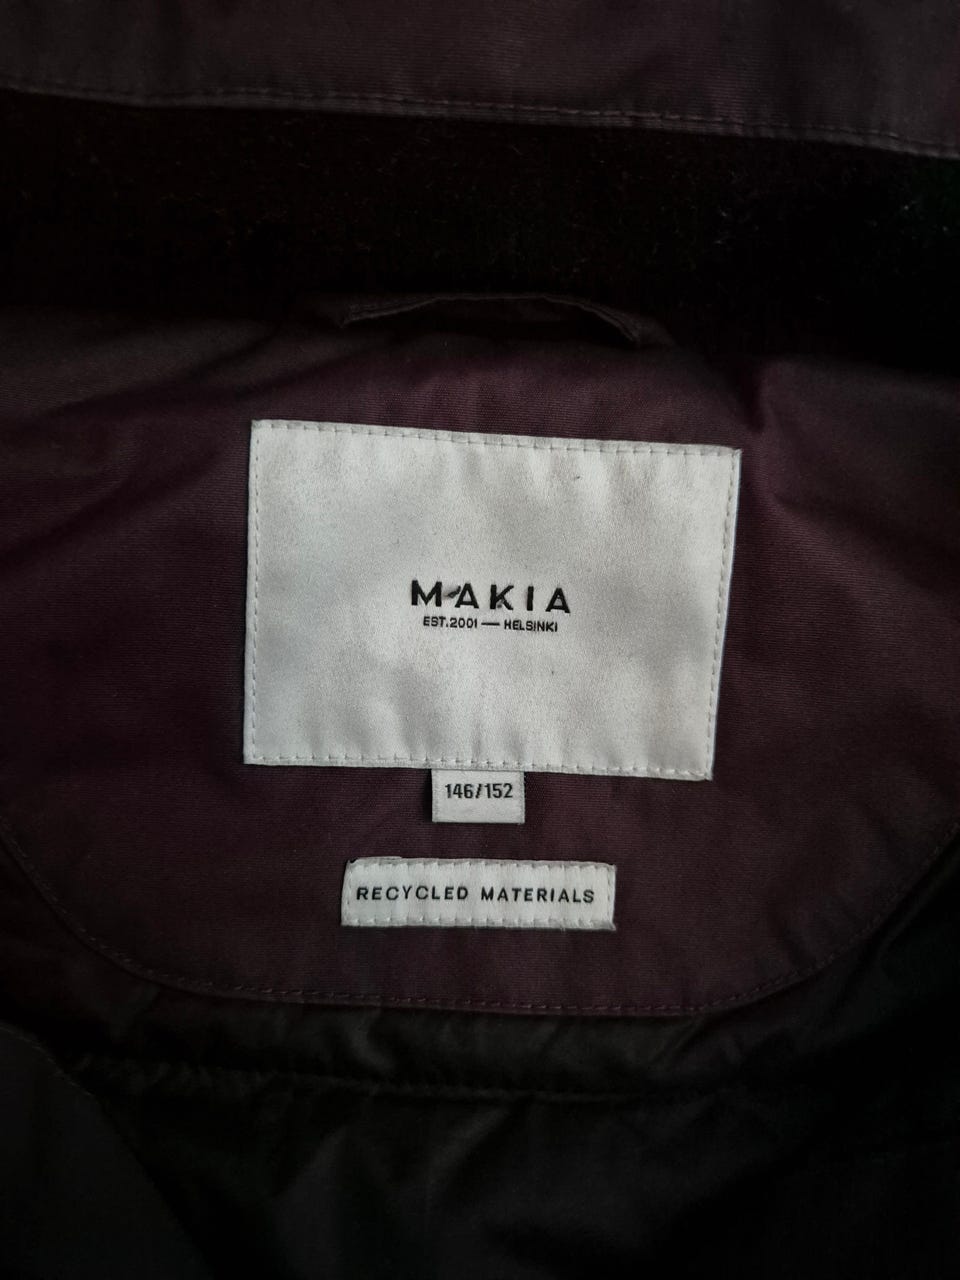 MAKIA
EST.2001 — HELSINKI
146/152
RECYCLED MATERIALS